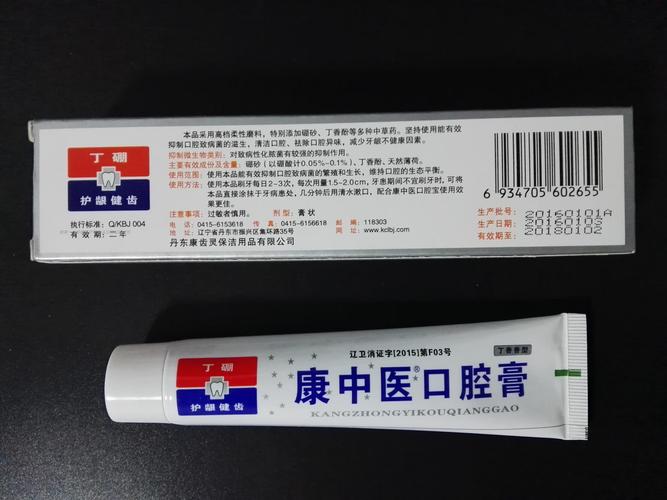 本品采用高档柔性磨料,特别添加硼砂、丁香酚等多种中草药。坚持使用能有效
抑制口腔致病菌的滋生,清洁口腔、祛除口腔异味,减少牙龈不健康因素。
抑制微生物类别:对致病性化脓菌有较强的抑制作用。
主要有效成份及含量:硼砂(以硼酸计0.05%-0.1%)、丁香酚、天然薄荷。
使用范围:使用本品能有效抑制口腔致病菌的繁殖和生长,维持口腔的生态平衡。
使用方法:使用本品刷牙每日2~3次,每次用量1.5~2.0cm,牙患期间不宜刷牙时,可将
本品直接涂抹于牙病患处,几分钟后用清水漱口,配合康中医口腔宝使用效
果更佳。
注意事项:过敏者慎用。 剂型:膏状
电话:0415-6153618 传真:0415-6156618 邮编:118303
地址:辽宁省丹东市振兴区集环路35号 网址:www.kclbj.com
丹东康齿灵保洁用品有限公司
丁硼
护龈健齿
执行标准:Q/KBJ 004
有效期:二年
6 934705 602655
生产批号:20160101A
生产日期:20160103
有效期至:20180102
辽卫消证字[2015]第F03号
丁香香型
丁硼
护龈健齿
康中医®口腔膏
KANGZHONGYIKOUQIANGGAO